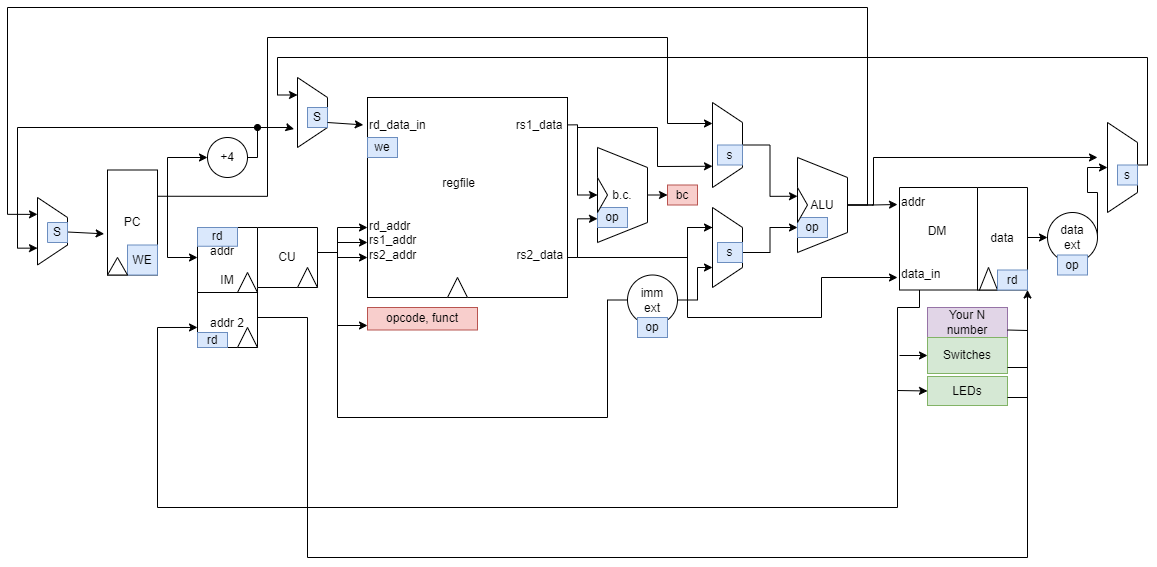 S
rd_data_in
rs1_data
we
+4
s
regfile
s
b.c.
bc
ALU
addr
PC
op
op
S
rd
rd_addr
DM
data
data
ext
addr
CU
rs1_addr
rs2_addr
rs2_data
s
WE
op
IM
data_in
rd
imm
ext
op
opcode, funct
Your N
number
addr 2
rd
Switches
LEDs